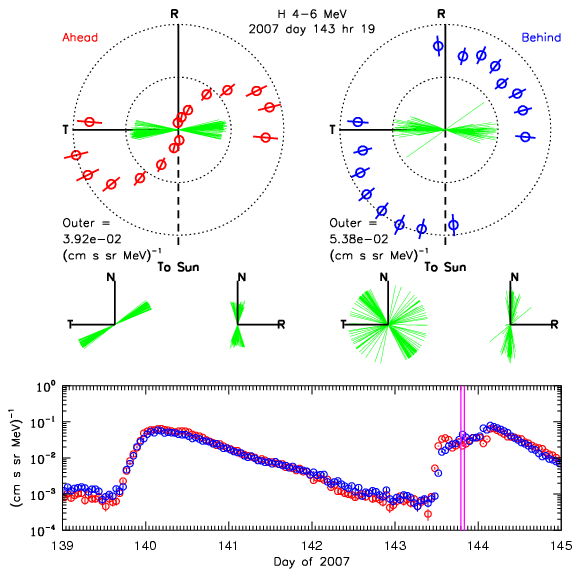 H 4-6 MeV
2007 day 143 hr 19
Ahead
R
R
Behind
T
T
Outer =
3.92e-02
(cm s sr MeV)⁻¹
Outer =
5.38e-02
(cm s sr MeV)⁻¹
To Sun
To Sun
N
N
N
N
T
R
T
R
(cm s sr MeV)⁻¹
10⁰
10⁻¹
10⁻²
10⁻³
10⁻⁴
139 140 141 142 143 144 145
Day of 2007